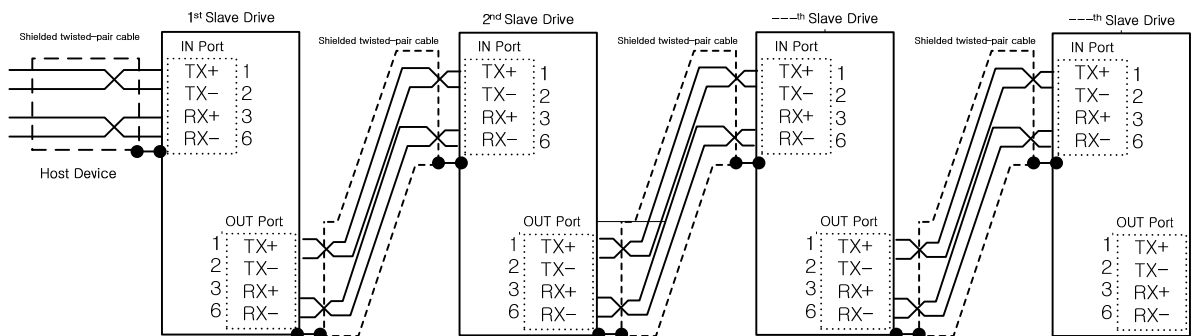 1st Slave Drive
2nd Slave Drive
---th Slave Drive
---th Slave Drive
Shielded twisted-pair cable
Shielded twisted-pair cable
Shielded twisted-pair cable
Shielded twisted-pair cable
IN Port
TX+ 1
TX- 2
RX+ 3
RX- 6
IN Port
TX+ 1
TX- 2
RX+ 3
RX- 6
IN Port
TX+ 1
TX- 2
RX+ 3
RX- 6
IN Port
TX+ 1
TX- 2
RX+ 3
RX- 6
Host Device
OUT Port
1 TX+
2 TX-
3 RX+
6 RX-
OUT Port
1 TX+
2 TX-
3 RX+
6 RX-
OUT Port
1 TX+
2 TX-
3 RX+
6 RX-
OUT Port
1 TX+
2 TX-
3 RX+
6 RX-